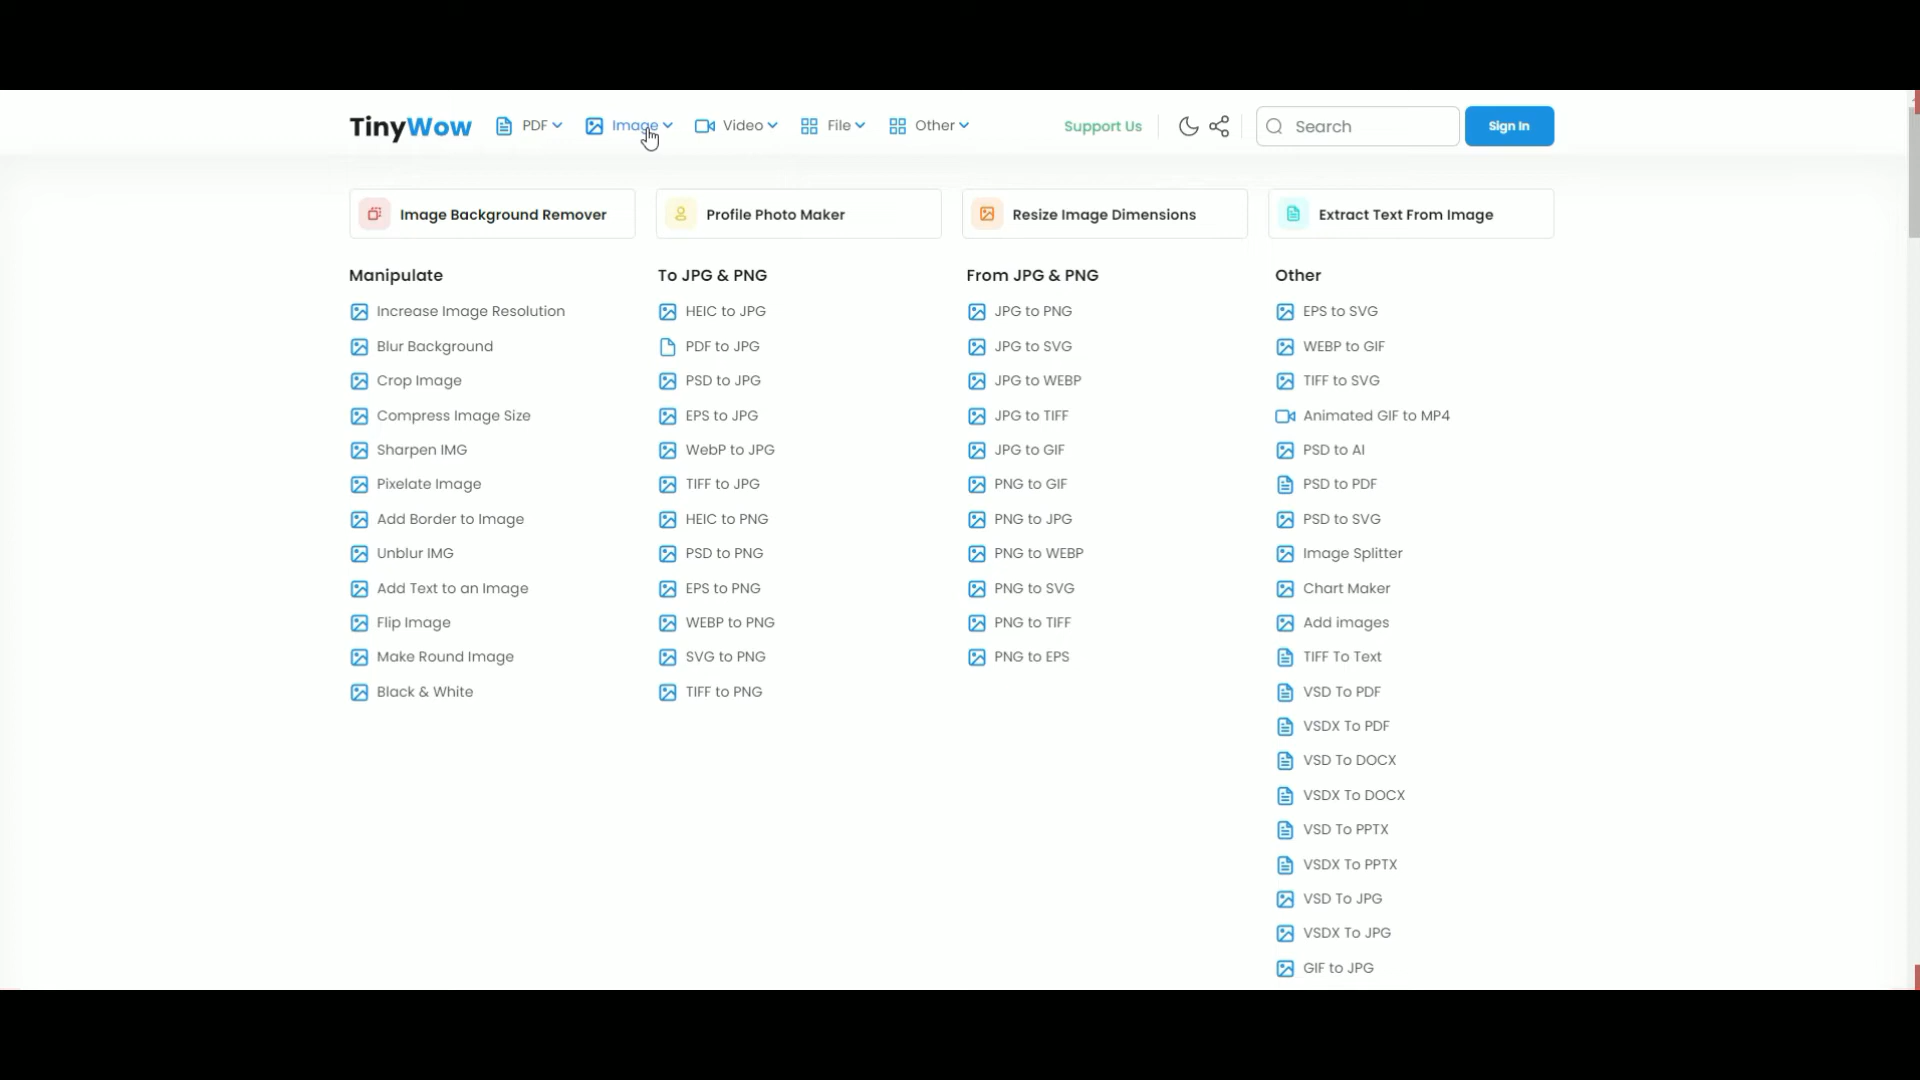 TinyWow PDF Image Video File Other Support Us Search Sign In
Image Background Remover
Profile Photo Maker
Resize Image Dimensions
Extract Text From Image
Manipulate
Increase Image Resolution
Blur Background
Crop Image
Compress Image Size
Sharpen IMG
Pixelate Image
Add Border to Image
Unblur IMG
Add Text to an Image
Flip Image
Make Round Image
Black & White
To JPG & PNG
HEIC to JPG
PDF to JPG
PSD to JPG
EPS to JPG
WebP to JPG
TIFF to JPG
HEIC to PNG
PSD to PNG
EPS to PNG
WEBP to PNG
SVG to PNG
TIFF to PNG
From JPG & PNG
JPG to PNG
JPG to SVG
JPG to WEBP
JPG to TIFF
JPG to GIF
PNG to GIF
PNG to JPG
PNG to WEBP
PNG to SVG
PNG to TIFF
PNG to EPS
Other
EPS to SVG
WEBP to GIF
TIFF to SVG
Animated GIF to MP4
PSD to AI
PSD to PDF
PSD to SVG
Image Splitter
Chart Maker
Add images
TIFF To Text
VSD To PDF
VSDX To PDF
VSD To DOCX
VSDX To DOCX
VSD To PPTX
VSDX To PPTX
VSD To JPG
VSDX To JPG
GIF to JPG